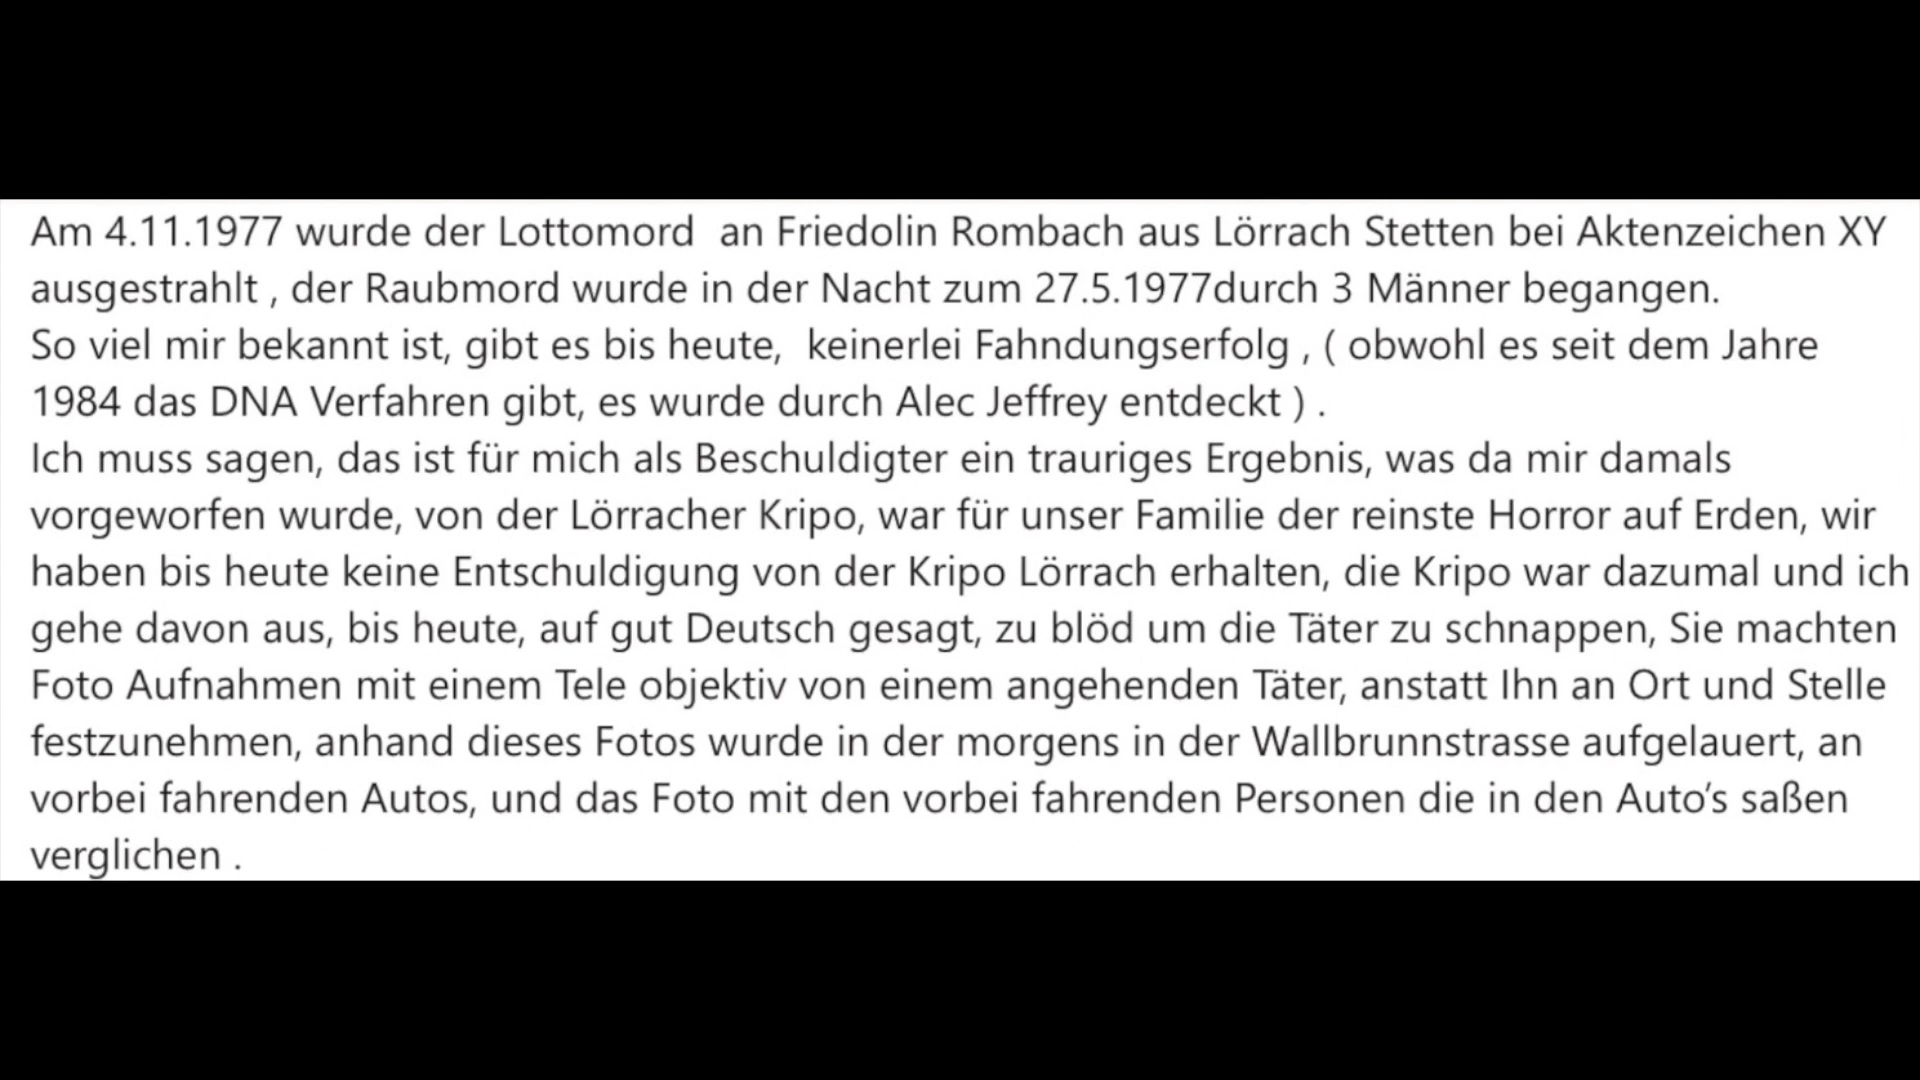 Am 4.11.1977 wurde der Lottomord  an Friedolin Rombach aus Lörrach Stetten bei Aktenzeichen XY
ausgestrahlt , der Raubmord wurde in der Nacht zum 27.5.1977durch 3 Männer begangen.
So viel mir bekannt ist, gibt es bis heute,  keinerlei Fahndungserfolg , ( obwohl es seit dem Jahre
1984 das DNA Verfahren gibt, es wurde durch Alec Jeffrey entdeckt ) .
Ich muss sagen, das ist für mich als Beschuldigter ein trauriges Ergebnis, was da mir damals
vorgeworfen wurde, von der Lörracher Kripo, war für unser Familie der reinste Horror auf Erden, wir
haben bis heute keine Entschuldigung von der Kripo Lörrach erhalten, die Kripo war dazumal und ich
gehe davon aus, bis heute, auf gut Deutsch gesagt, zu blöd um die Täter zu schnappen, Sie machten
Foto Aufnahmen mit einem Tele objektiv von einem angehenden Täter, anstatt Ihn an Ort und Stelle
festzunehmen, anhand dieses Fotos wurde in der morgens in der Wallbrunnstrasse aufgelauert, an
vorbei fahrenden Autos, und das Foto mit den vorbei fahrenden Personen die in den Auto’s saßen
verglichen .